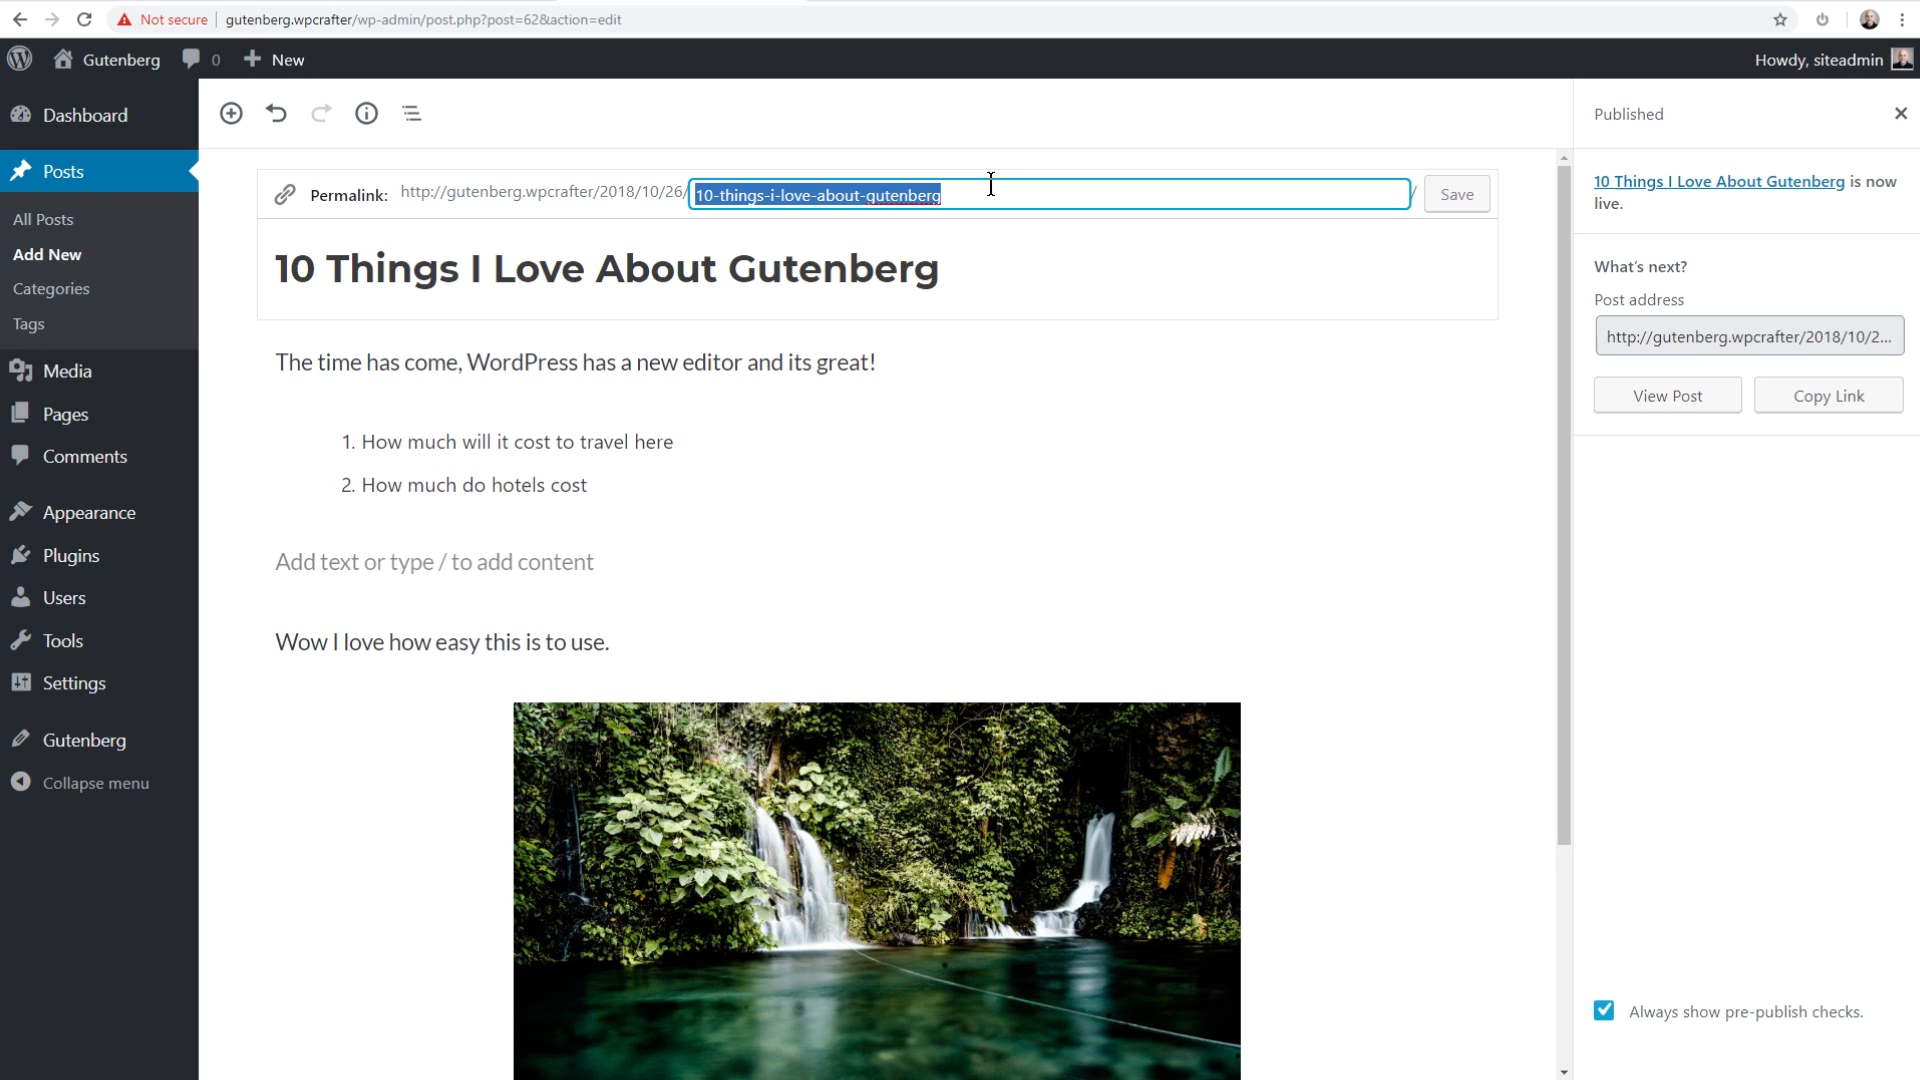 Not secure
gutenberg.wpcrafter/wp-admin/post.php?post=62&action=edit
Gutenberg
0
New
Howdy, siteadmin
Dashboard
Posts
All Posts
Add New
Categories
Tags
Media
Pages
Comments
Appearance
Plugins
Users
Tools
Settings
Gutenberg
Collapse menu
Permalink: http://gutenberg.wpcrafter/2018/10/26/ 10-things-i-love-about-gutenberg / Save
10 Things I Love About Gutenberg
The time has come, WordPress has a new editor and its great!
1. How much will it cost to travel here
2. How much do hotels cost
Add text or type / to add content
Wow I love how easy this is to use.
Published
10 Things I Love About Gutenberg is now
live.
What's next?
Post address
http://gutenberg.wpcrafter/2018/10/2...
View Post
Copy Link
Always show pre-publish checks.